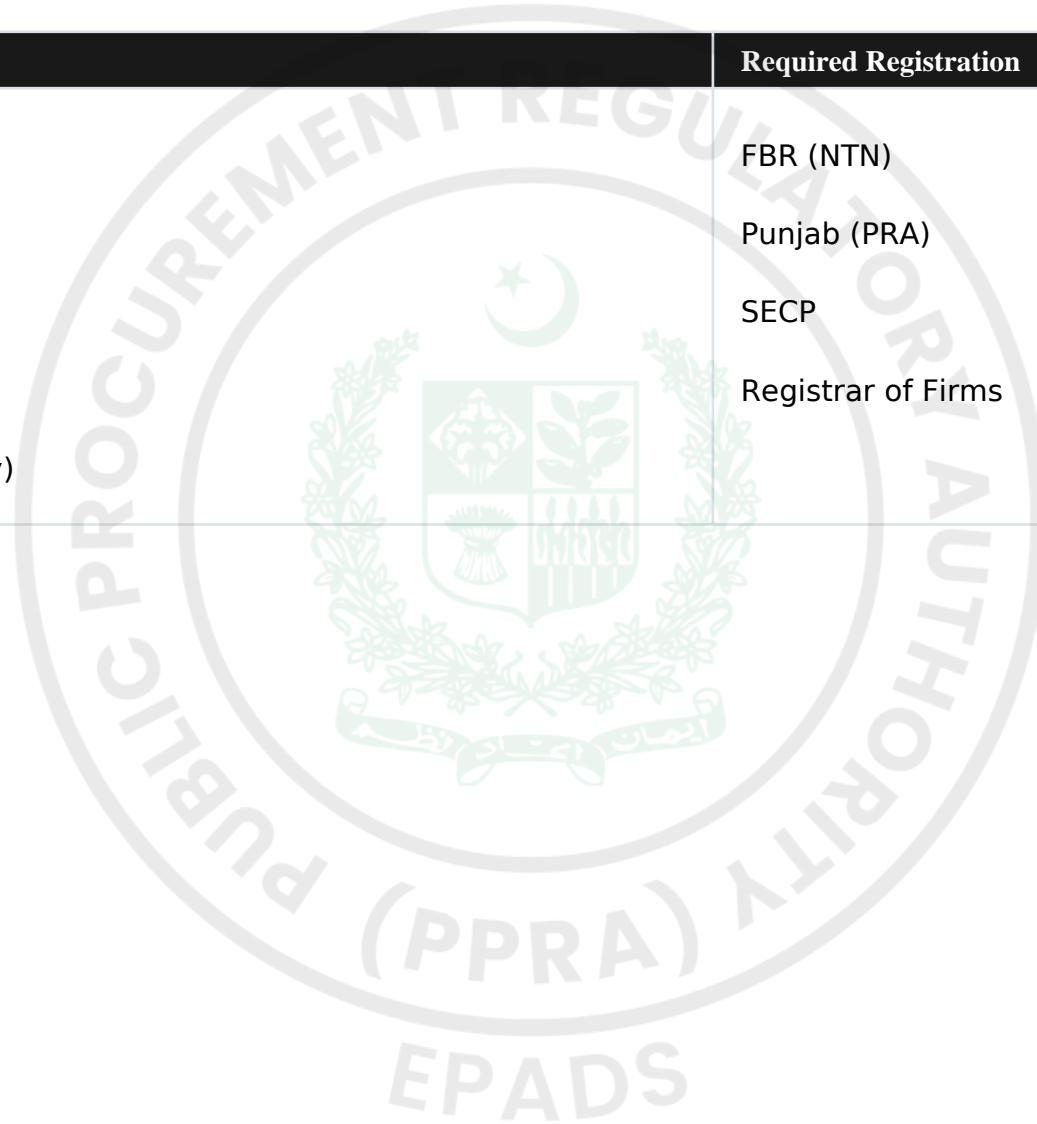 Required Registration
FBR (NTN)
Punjab (PRA)
SECP
Registrar of Firms
)
PUBLIC PROCUREMENT REGULATORY AUTHORITY
(PPRA)
EPADS